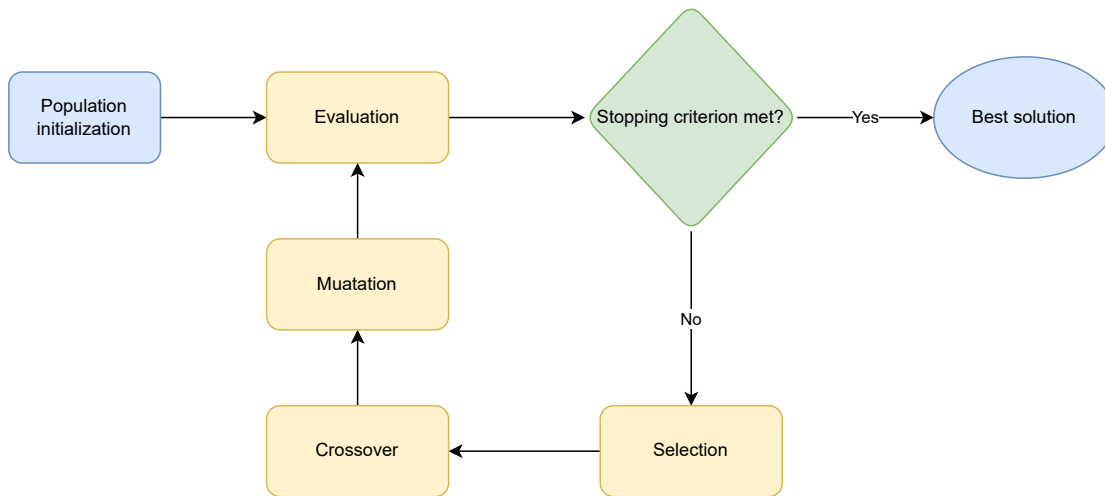 Population
initialization
Evaluation
Stopping criterion met?
Yes
Best solution
Muatation
No
Crossover
Selection